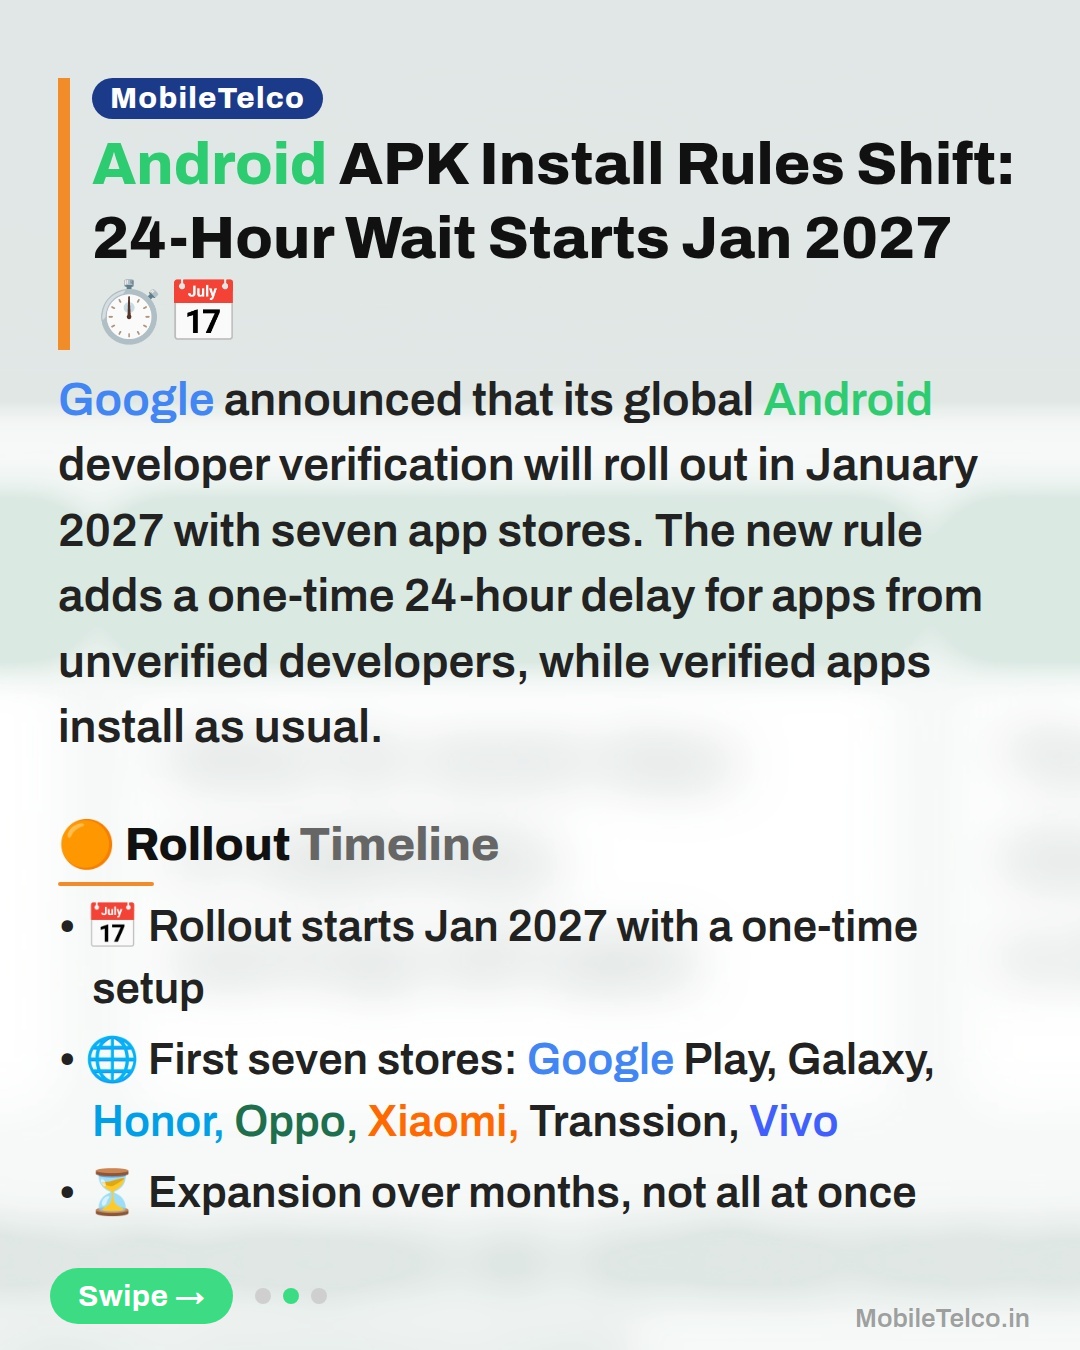 MobileTelco
Android APK Install Rules Shift:
24-Hour Wait Starts Jan 2027
⏱️ 📅
Google announced that its global Android
developer verification will roll out in January
2027 with seven app stores. The new rule
adds a one-time 24-hour delay for apps from
unverified developers, while verified apps
install as usual.
🟠 Rollout Timeline
• 📅 Rollout starts Jan 2027 with a one-time
setup
• 🌐 First seven stores: Google Play, Galaxy,
Honor, Oppo, Xiaomi, Transsion, Vivo
• ⏳ Expansion over months, not all at once
Swipe →
MobileTelco.in